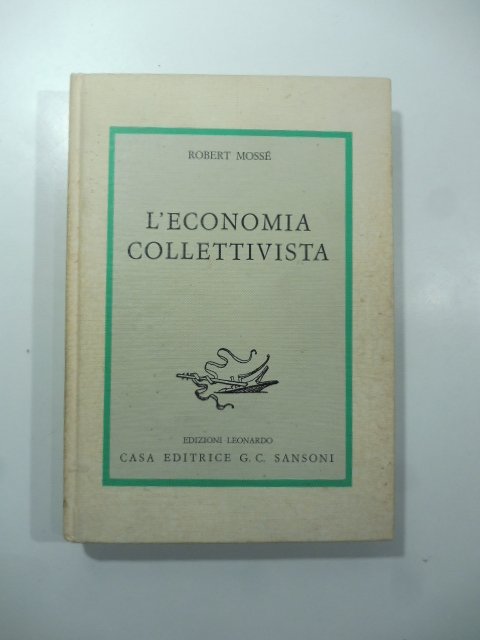 ROBERT MOSSÉ
L'ECONOMIA
COLLETTIVISTA
EDIZIONI LEONARDO
CASA EDITRICE G. C. SANSONI